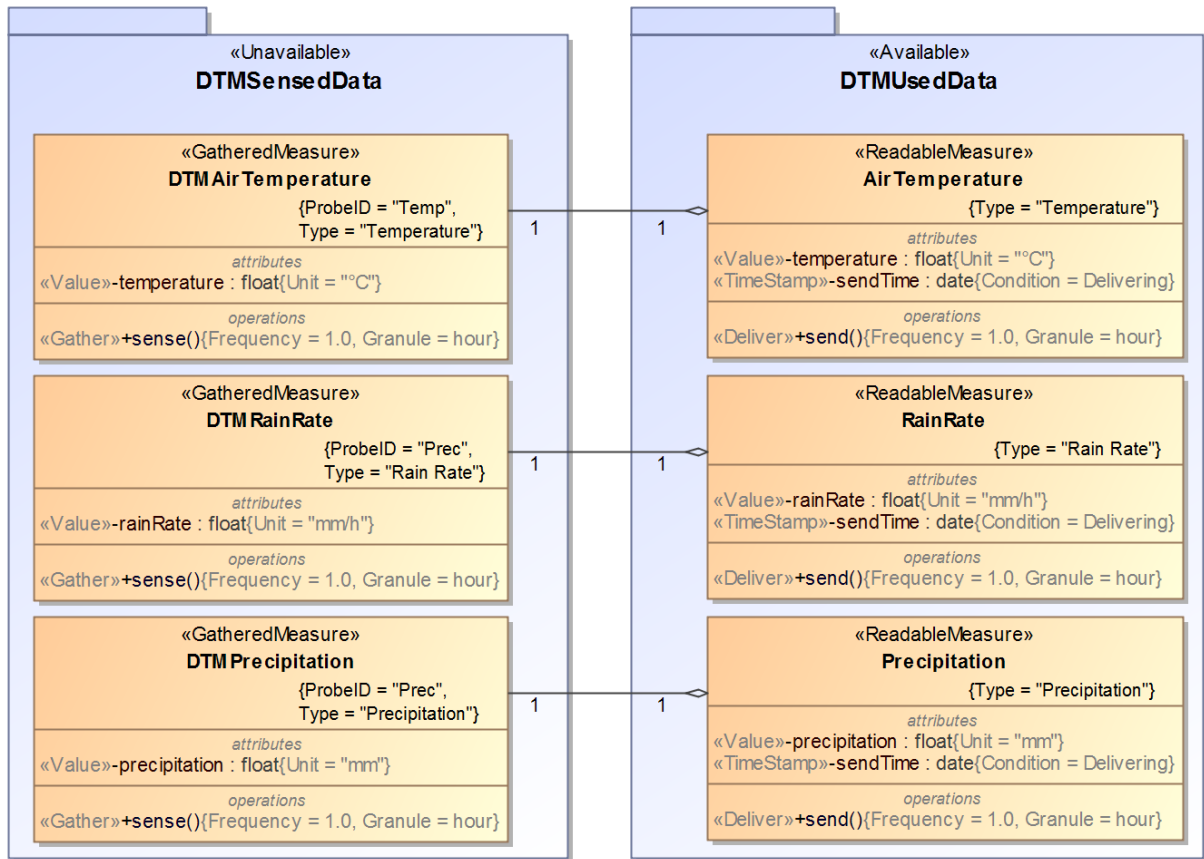 «Unavailable»
DTMSensedData
«GatheredMeasure»
DTMAirTemperature
{ProbeID = "Temp",
Type = "Temperature"}
attributes
«Value»-temperature : float{Unit = "°C"}
operations
«Gather»+sense(){Frequency = 1.0, Granule = hour}
«GatheredMeasure»
DTMRainRate
{ProbeID = "Prec",
Type = "Rain Rate"}
attributes
«Value»-rainRate : float{Unit = "mm/h"}
operations
«Gather»+sense(){Frequency = 1.0, Granule = hour}
«GatheredMeasure»
DTMPrecipitation
{ProbeID = "Prec",
Type = "Precipitation"}
attributes
«Value»-precipitation : float{Unit = "mm"}
operations
«Gather»+sense(){Frequency = 1.0, Granule = hour}
1 1
1 1
1 1
«Available»
DTMUsedData
«ReadableMeasure»
AirTemperature
{Type = "Temperature"}
attributes
«Value»-temperature : float{Unit = "°C"}
«TimeStamp»-sendTime : date{Condition = Delivering}
operations
«Deliver»+send(){Frequency = 1.0, Granule = hour}
«ReadableMeasure»
RainRate
{Type = "Rain Rate"}
attributes
«Value»-rainRate : float{Unit = "mm/h"}
«TimeStamp»-sendTime : date{Condition = Delivering}
operations
«Deliver»+send(){Frequency = 1.0, Granule = hour}
«ReadableMeasure»
Precipitation
{Type = "Precipitation"}
attributes
«Value»-precipitation : float{Unit = "mm"}
«TimeStamp»-sendTime : date{Condition = Delivering}
operations
«Deliver»+send(){Frequency = 1.0, Granule = hour}